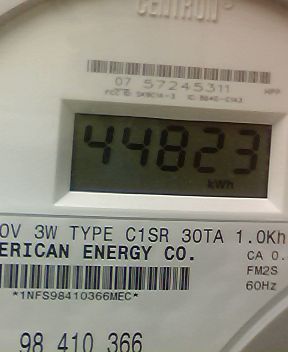 CENTRON®
07 57245311
44823
kWh
0V 3W TYPE C1SR 30TA 1.0Kh
ERICAN ENERGY CO.
CA 0.
FM2S
60Hz
*1NFS98410366MEC*
98 410 366